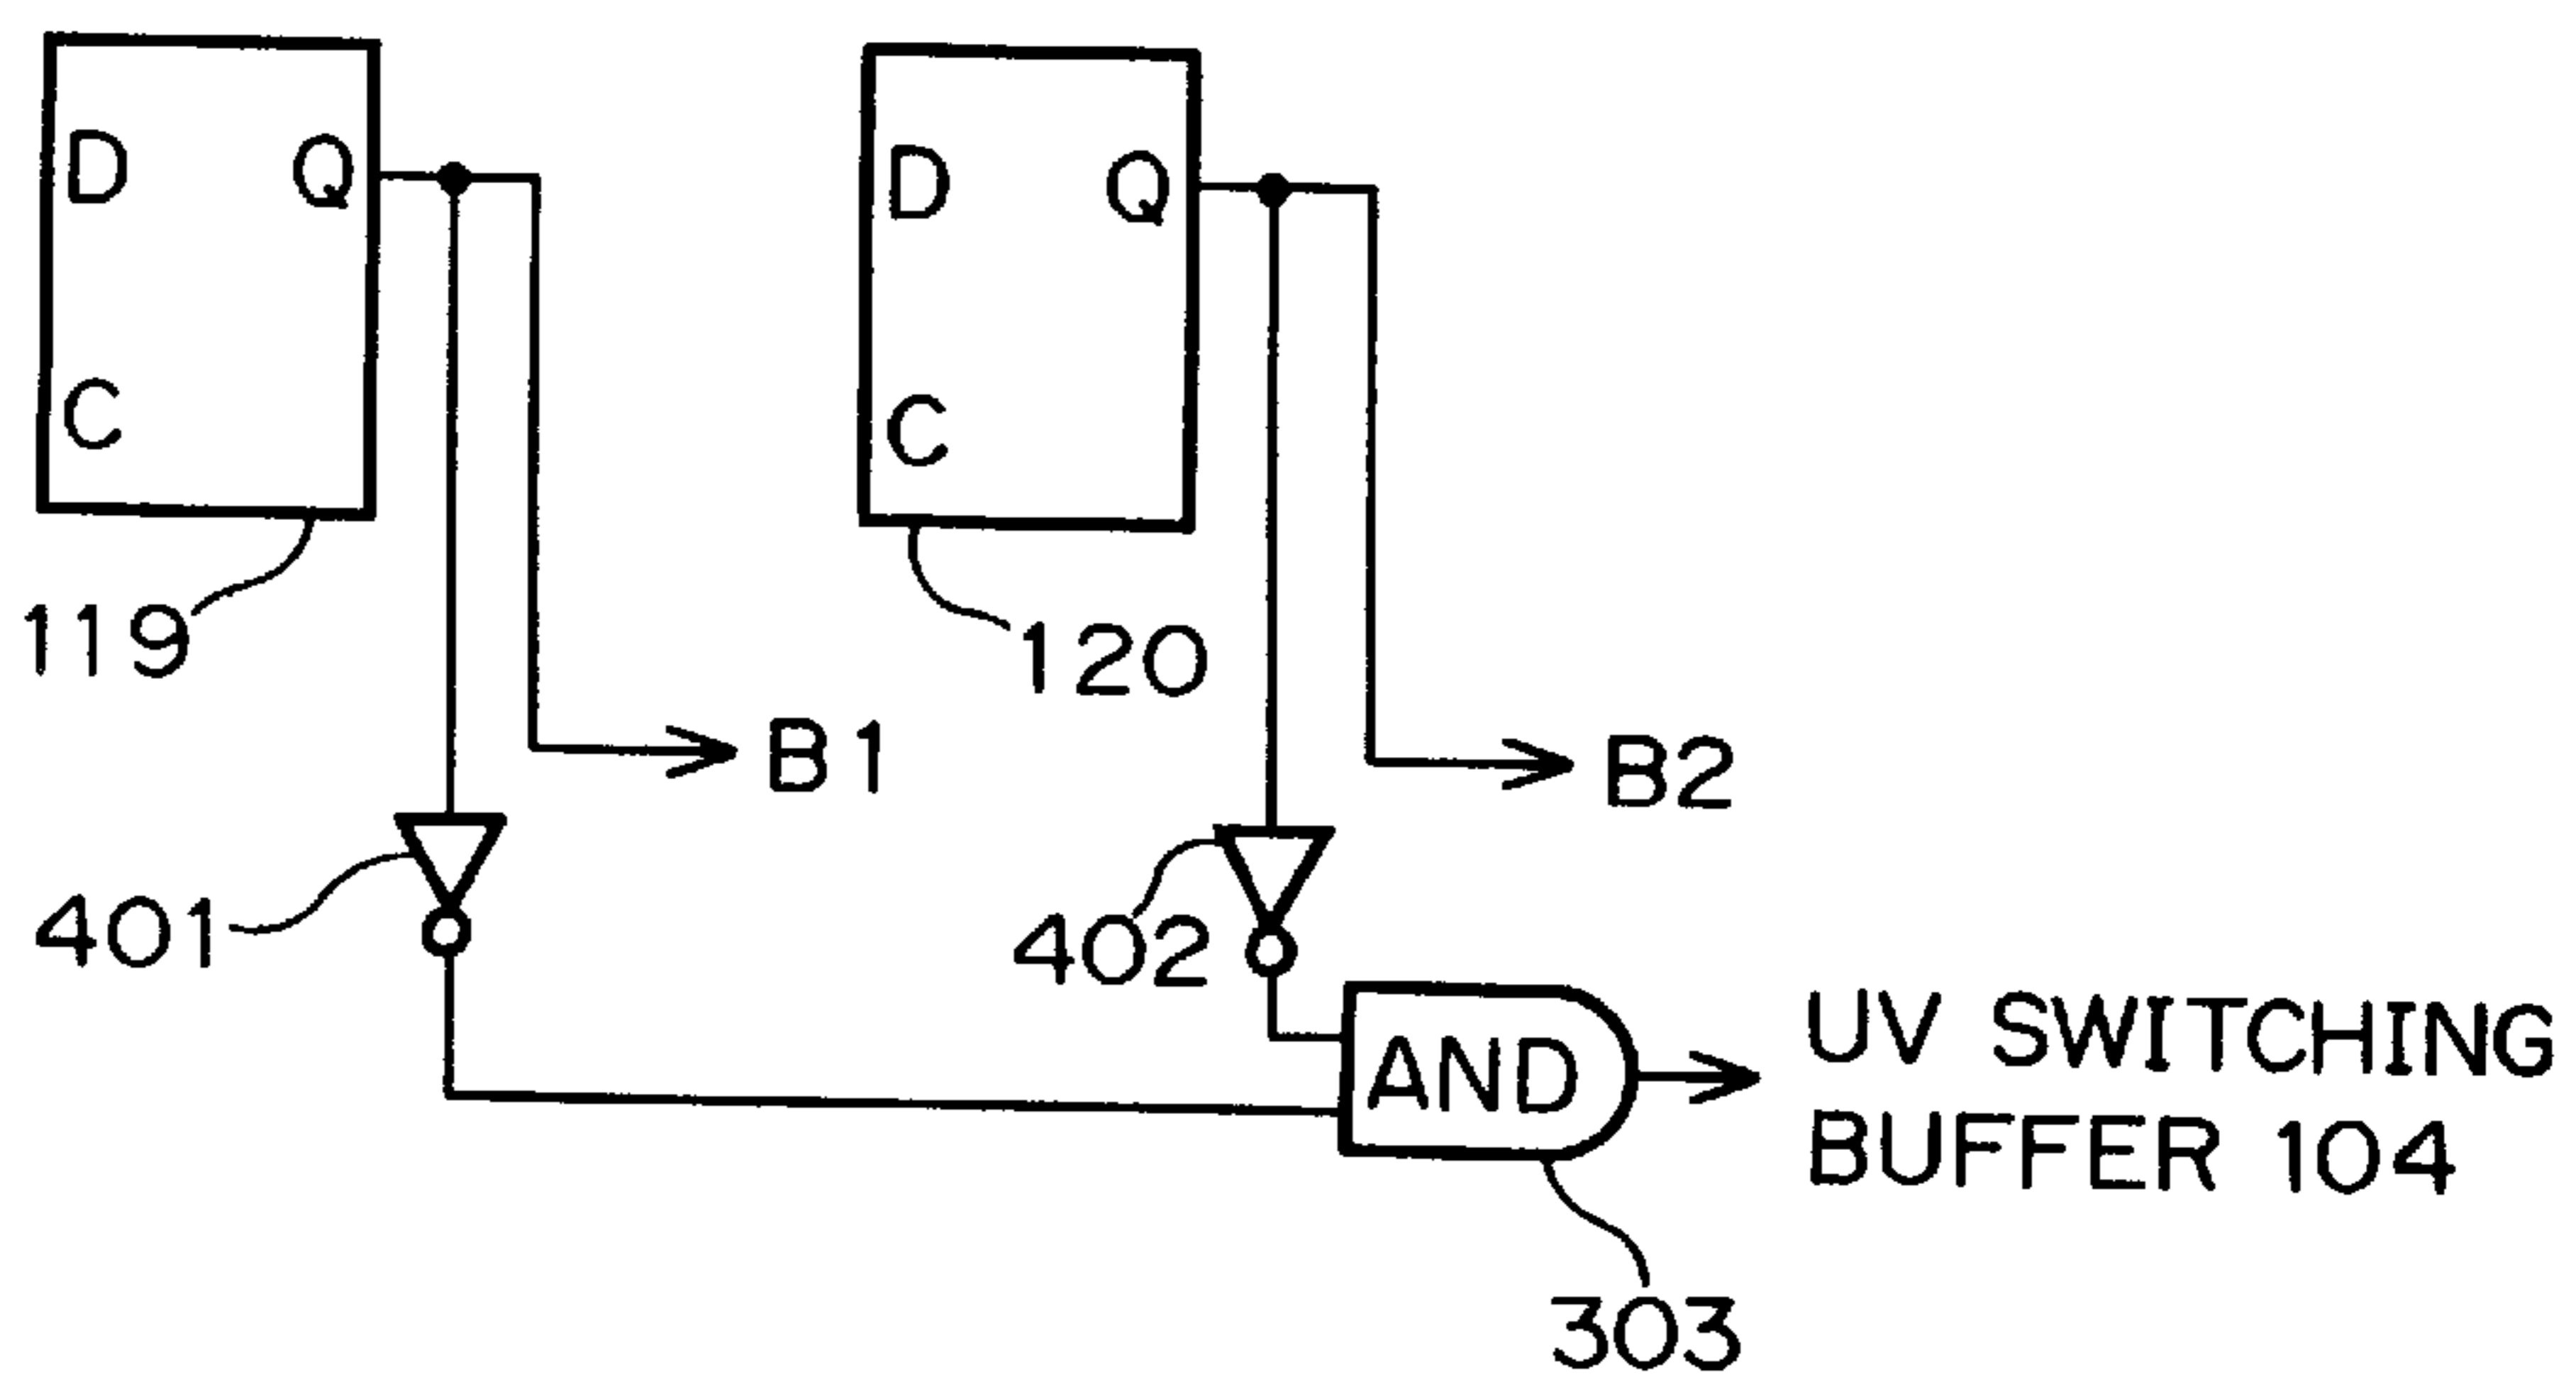 D Q
C
119
B1
401
D Q
C
120
B2
402
AND
303
UV SWITCHING
BUFFER 104